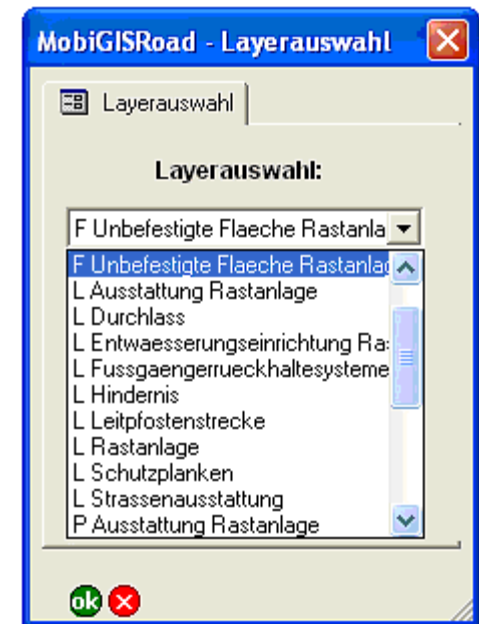 MobiGISRoad - Layerauswahl
Layerauswahl
Layerauswahl:
F Unbefestigte Flaeche Rastanla
F Unbefestigte Flaeche Rastanlag
L Ausstattung Rastanlage
L Durchlass
L Entwaesserungseinrichtung Ras
L Fussgaengerrueckhaltesysteme
L Hindernis
L Leitpfostenstrecke
L Rastanlage
L Schutzplanken
L Strassenausstattung
P Ausstattung Rastanlage
ok